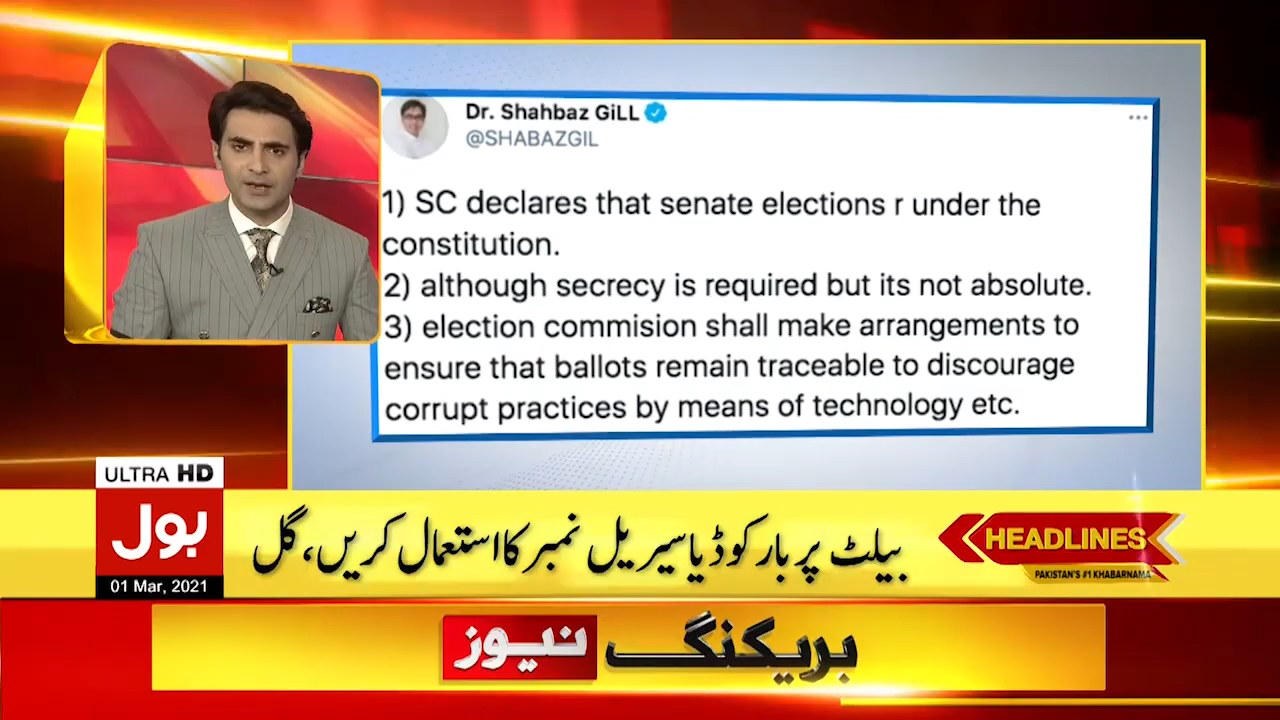 Dr. Shahbaz GiLL
@SHABAZGIL
1) SC declares that senate elections r under the
constitution.
2) although secrecy is required but its not absolute.
3) election commision shall make arrangements to
ensure that ballots remain traceable to discourage
corrupt practices by means of technology etc.
ULTRA HD
بول
01 Mar, 2021
بیلٹ پر بار کوڈ یا سیریل نمبر کا استعمال کریں، گل
HEADLINES
PAKISTAN'S #1 KHABARNAMA
بریکنگ نیوز